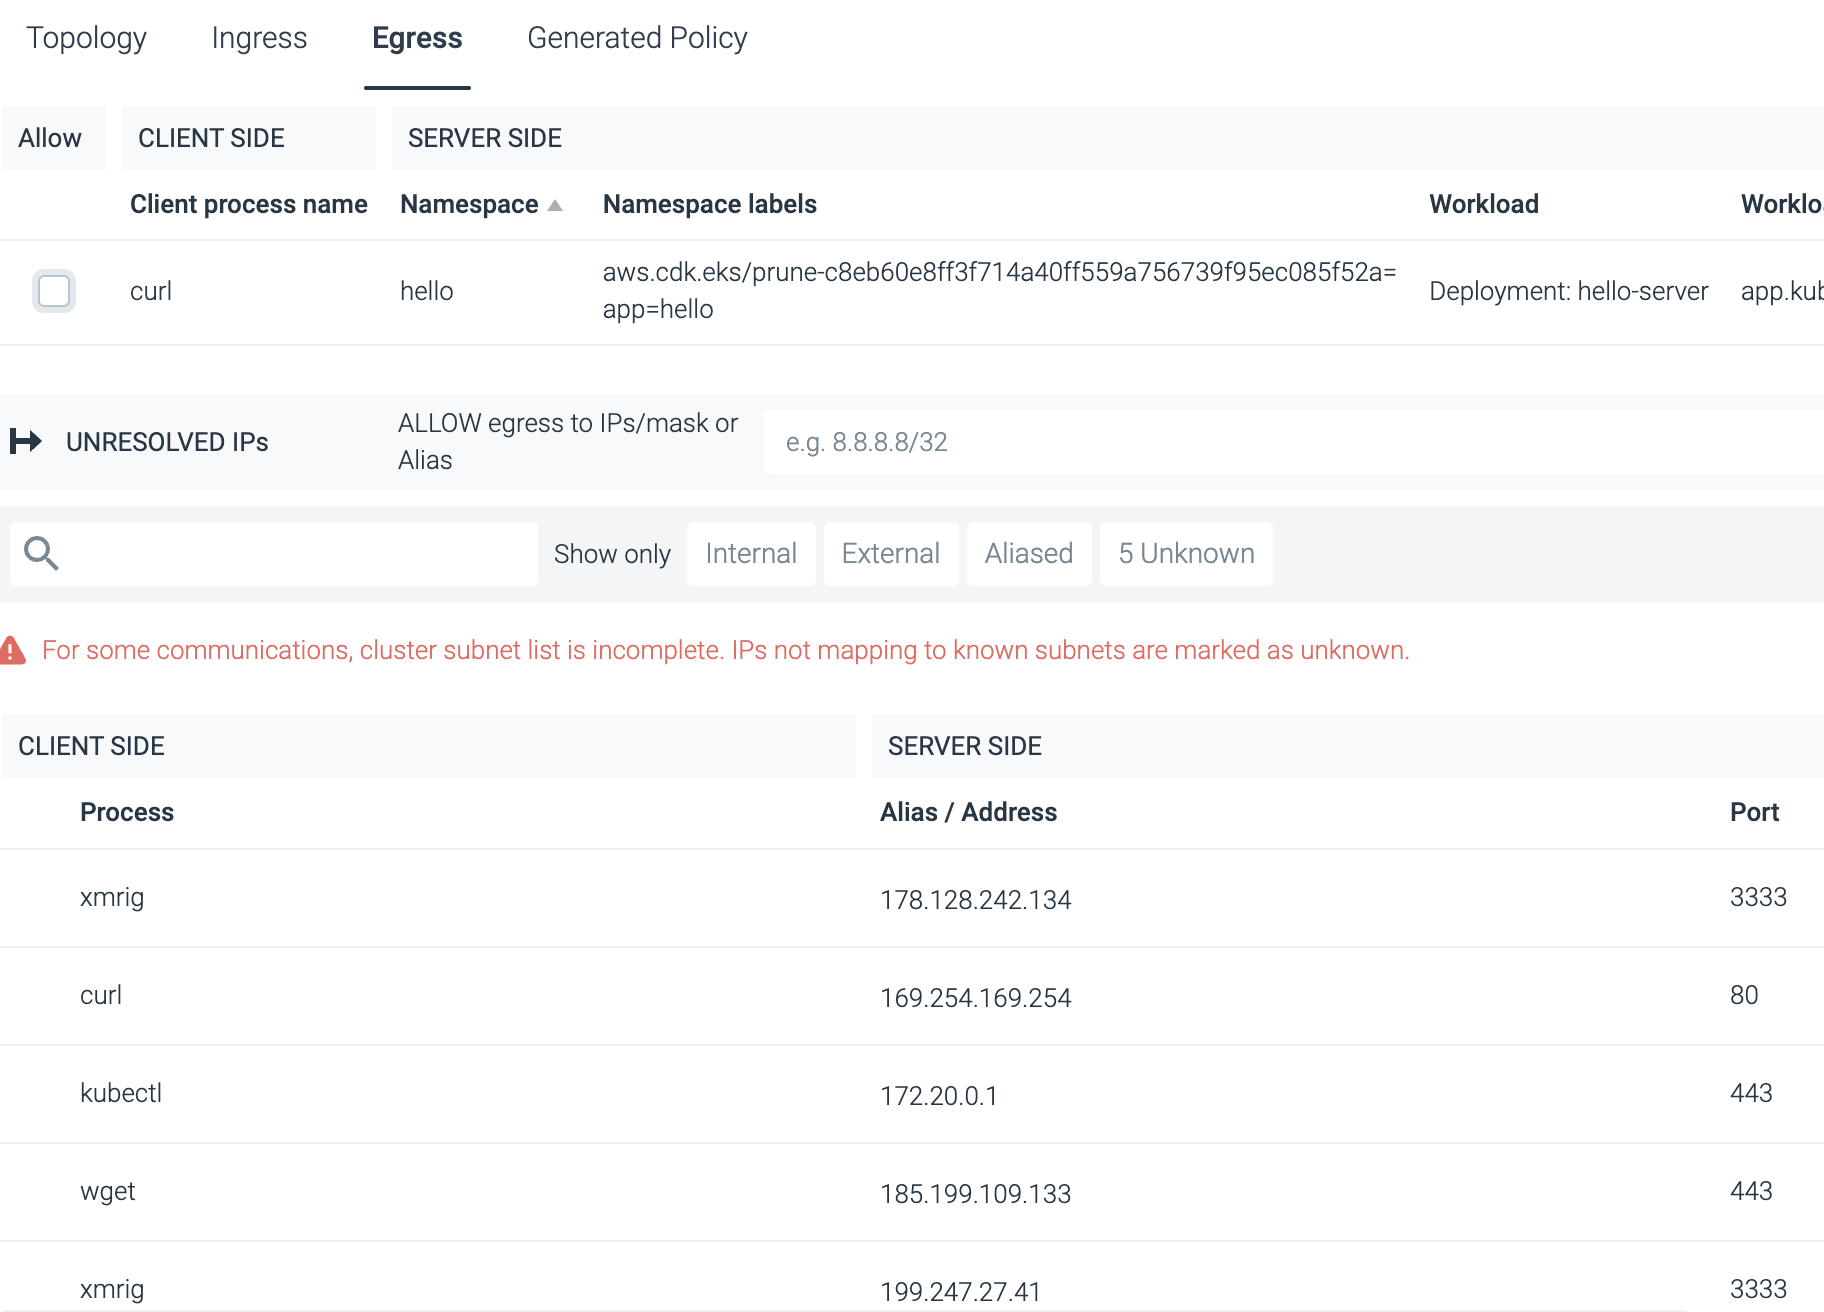 Topology Ingress Egress Generated Policy
Allow CLIENT SIDE SERVER SIDE
Client process name Namespace Namespace labels Workload Worklo
curl hello aws.cdk.eks/prune-c8eb60e8ff3f714a40ff559a756739f95ec085f52a=
app=hello Deployment: hello-server app.kub
UNRESOLVED IPs ALLOW egress to IPs/mask or
Alias e.g. 8.8.8.8/32
Show only Internal External Aliased 5 Unknown
For some communications, cluster subnet list is incomplete. IPs not mapping to known subnets are marked as unknown.
CLIENT SIDE SERVER SIDE
Process Alias / Address Port
xmrig 178.128.242.134 3333
curl 169.254.169.254 80
kubectl 172.20.0.1 443
wget 185.199.109.133 443
xmrig 199.247.27.41 3333